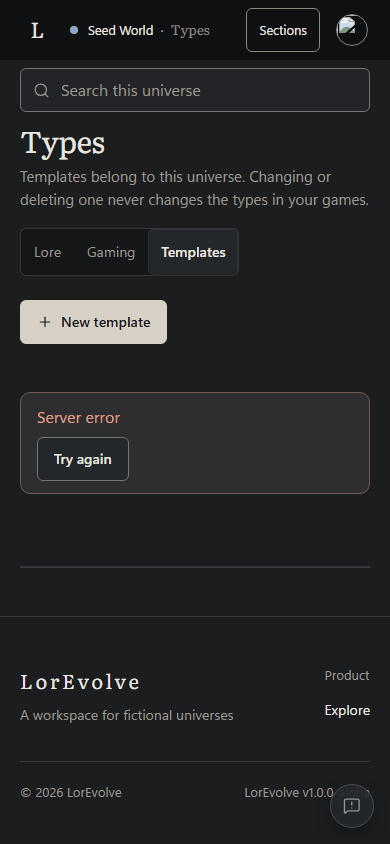 L
Seed World · Types
Sections
Search this universe
Types
Templates belong to this universe. Changing or
deleting one never changes the types in your games.
Lore Gaming Templates
+ New template
Server error
Try again
LorEvolve
Product
A workspace for fictional universes
Explore
© 2026 LorEvolve
LorEvolve v1.0.0